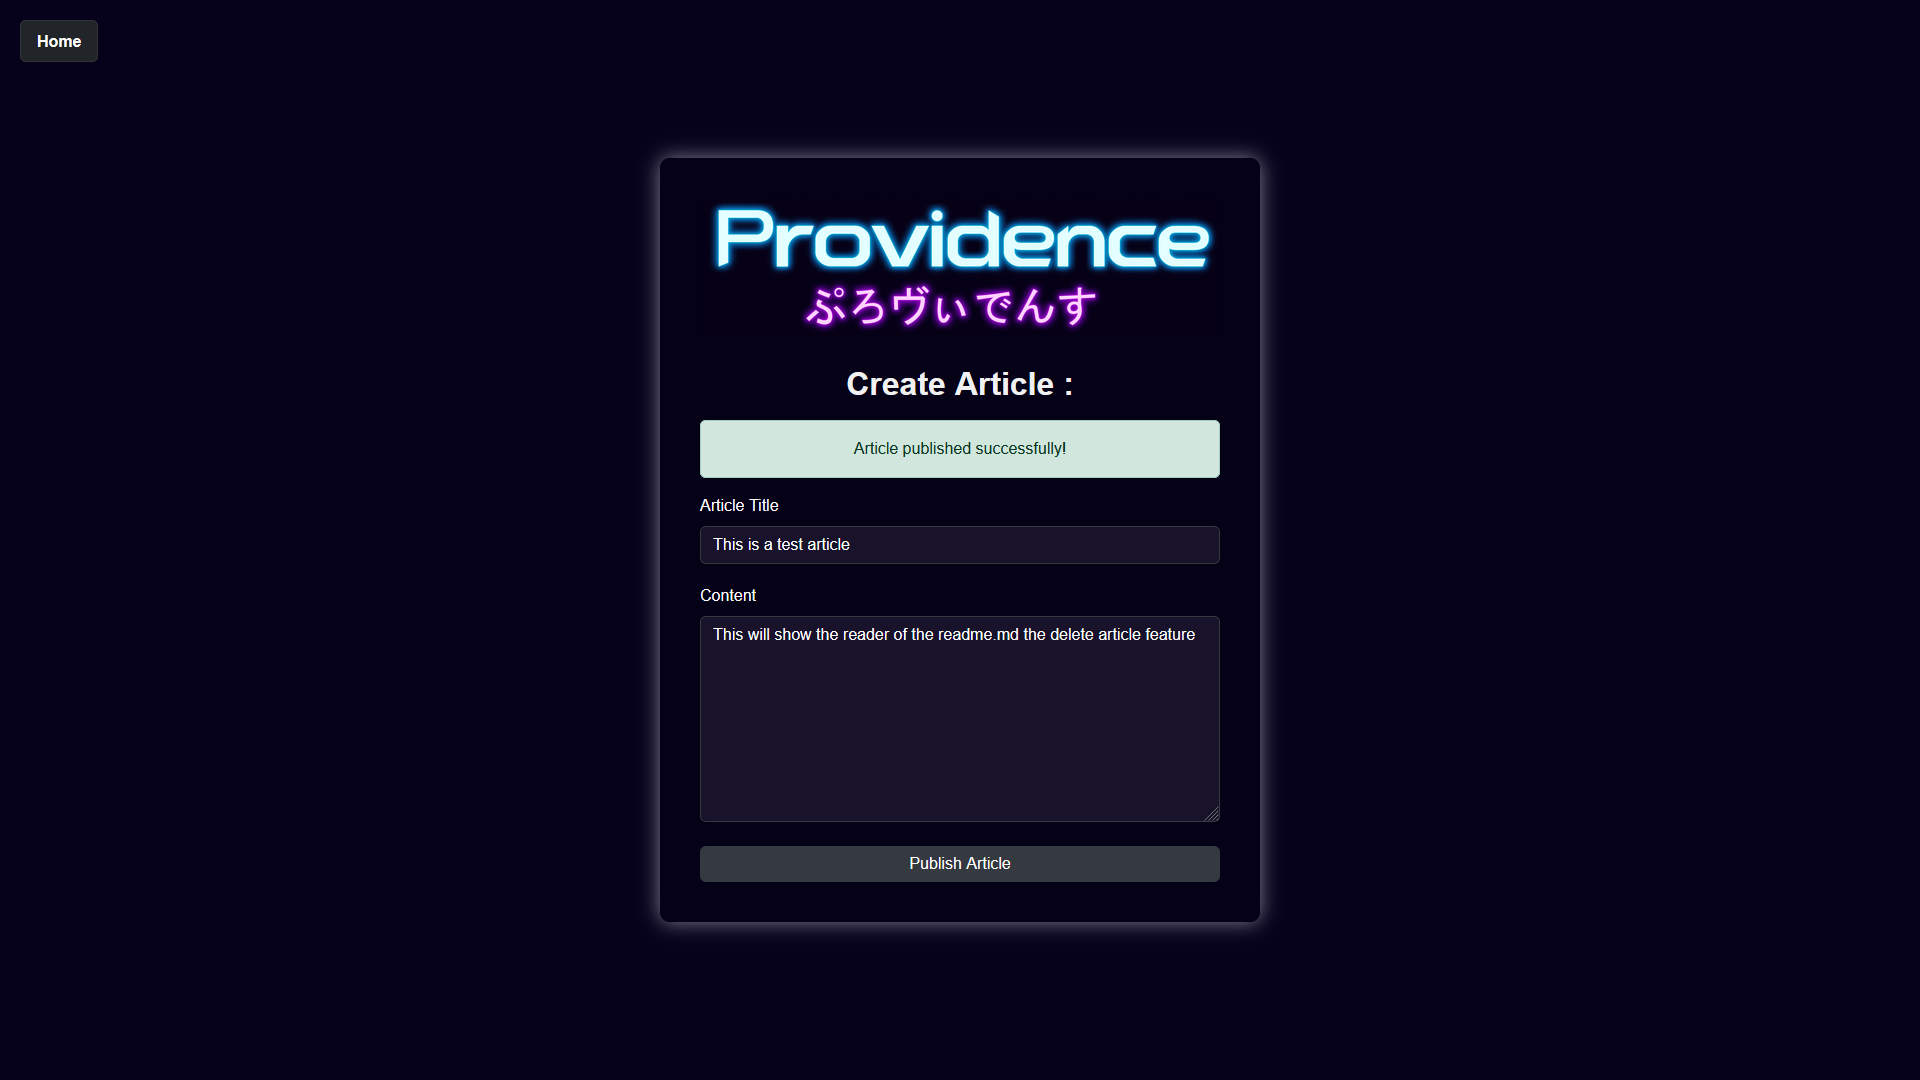 Home
Providence
ぷろヴぃでんす
Create Article :
Article published successfully!
Article Title
This is a test article
Content
This will show the reader of the readme.md the delete article feature
Publish Article